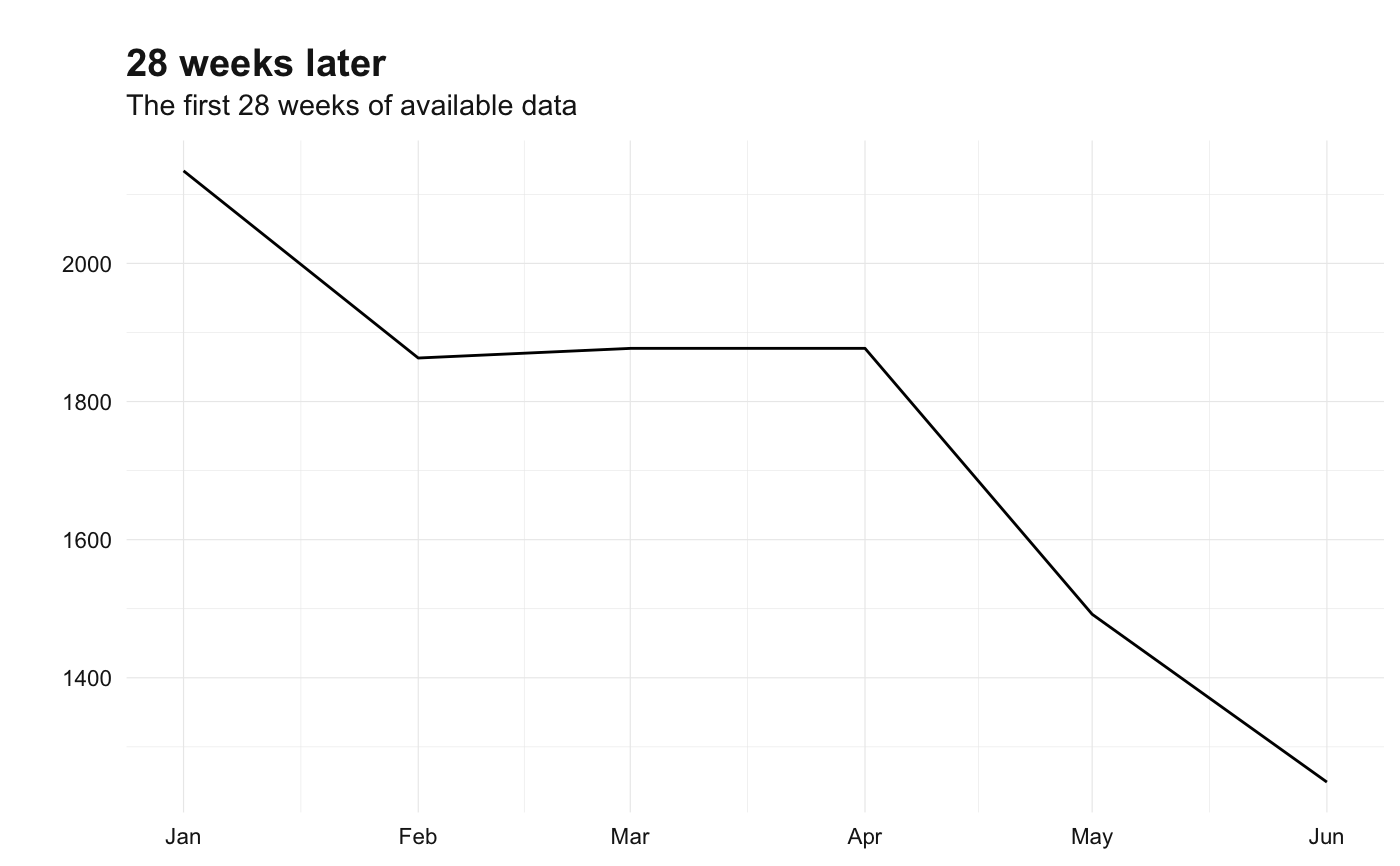 28 weeks later
The first 28 weeks of available data
2000
1800
1600
1400
Jan Feb Mar Apr May Jun